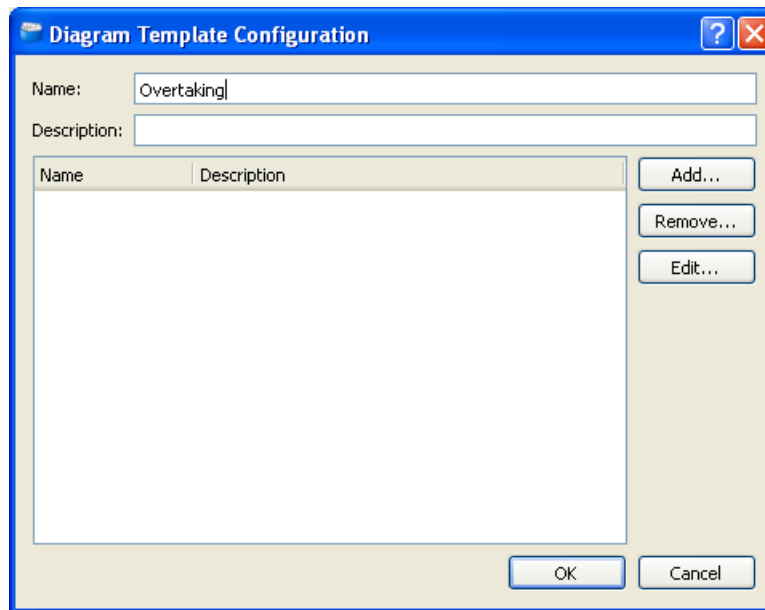 Diagram Template Configuration
Name: Overtaking
Description:
Name Description
Add...
Remove...
Edit...
OK Cancel